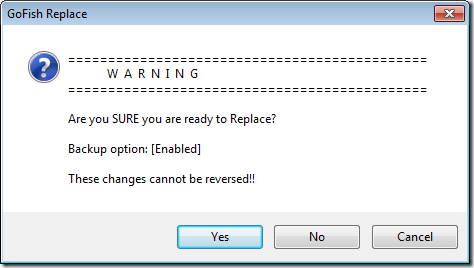 GoFish Replace
==============================================
W A R N I N G
==============================================
Are you SURE you are ready to Replace?
Backup option: [Enabled]
These changes cannot be reversed!!
Yes No Cancel